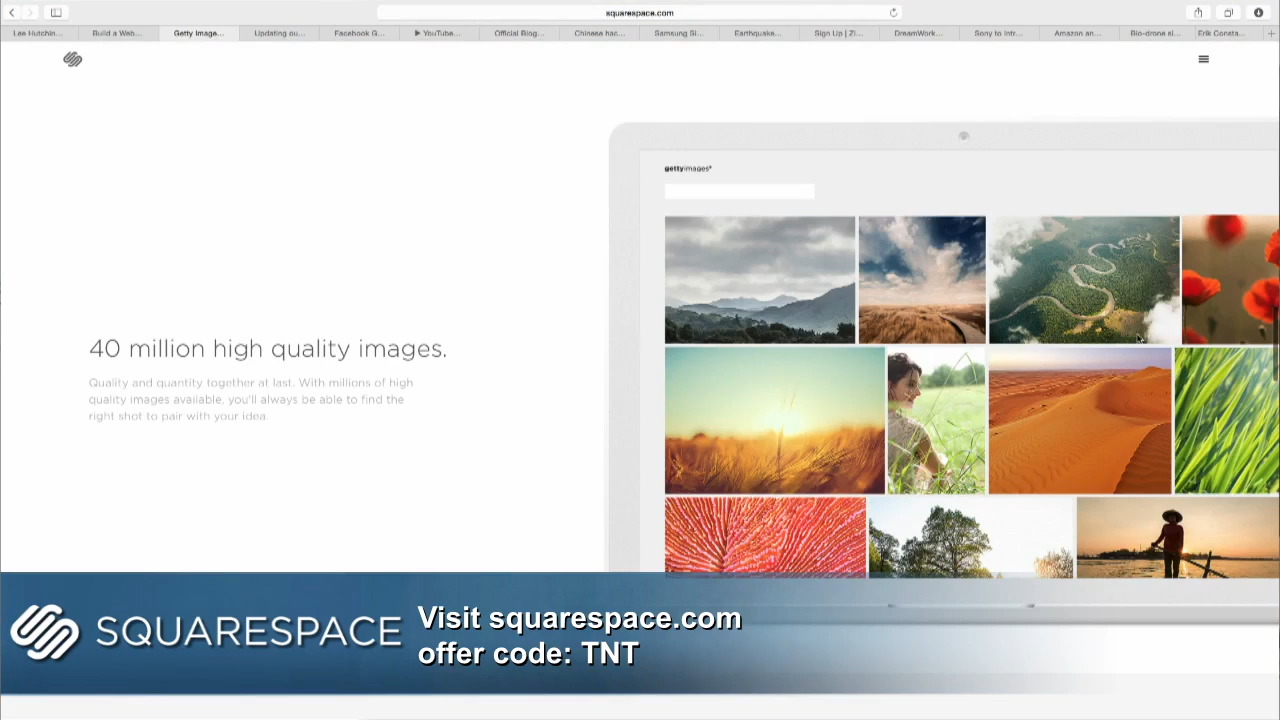 squarespace.com
Lee Hutchin...
Build a Web...
Getty Image...
Updating ou...
Facebook G...
▶ YouTube...
Official Blog...
Chinese hac...
Samsung Si...
Earthquake...
Sign Up | Zi...
DreamWork...
Sony to intr...
Amazon an...
Bio-drone si...
Erik Consta...
gettyimages®
40 million high quality images.
Quality and quantity together at last. With millions of high
quality images available, you'll always be able to find the
right shot to pair with your idea.
SQUARESPACE
Visit squarespace.com
offer code: TNT